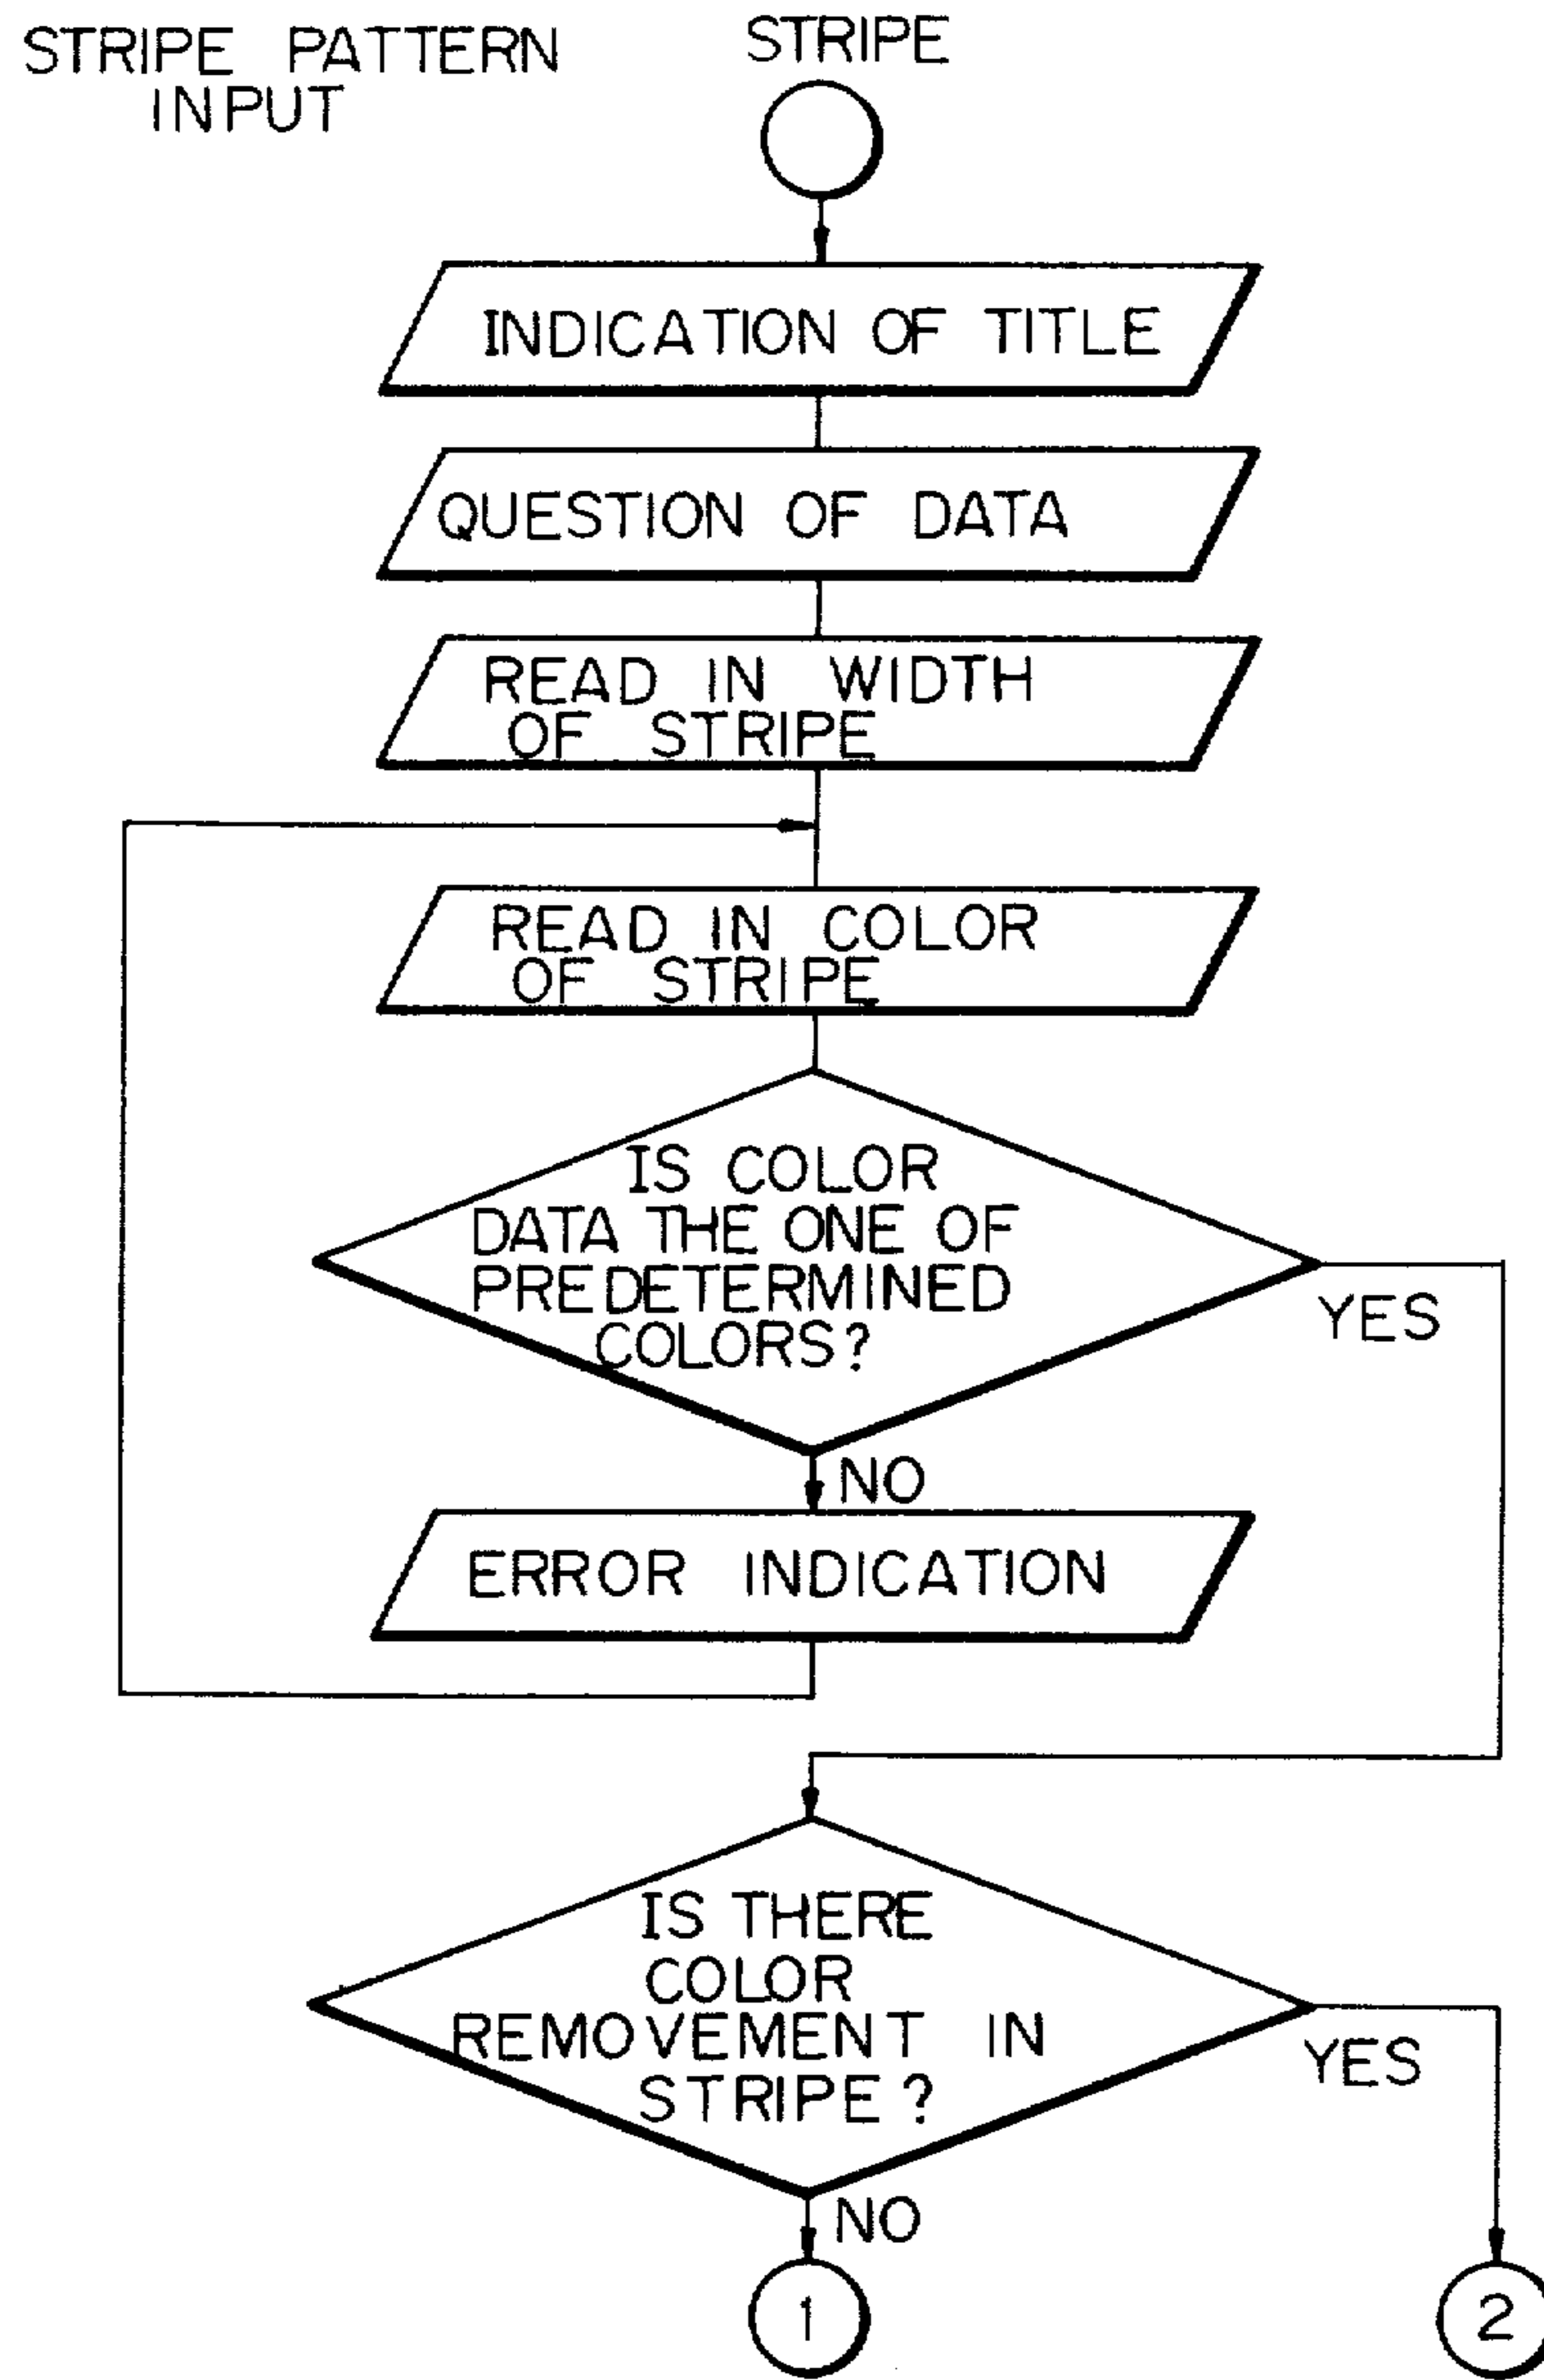 STRIPE PATTERN
INPUT
STRIPE
INDICATION OF TITLE
QUESTION OF DATA
READ IN WIDTH
OF STRIPE
READ IN COLOR
OF STRIPE
IS COLOR
DATA THE ONE OF
PREDETERMINED
COLORS?
YES
NO
ERROR INDICATION
IS THERE
COLOR
REMOVEMENT IN
STRIPE?
YES
NO
1
2